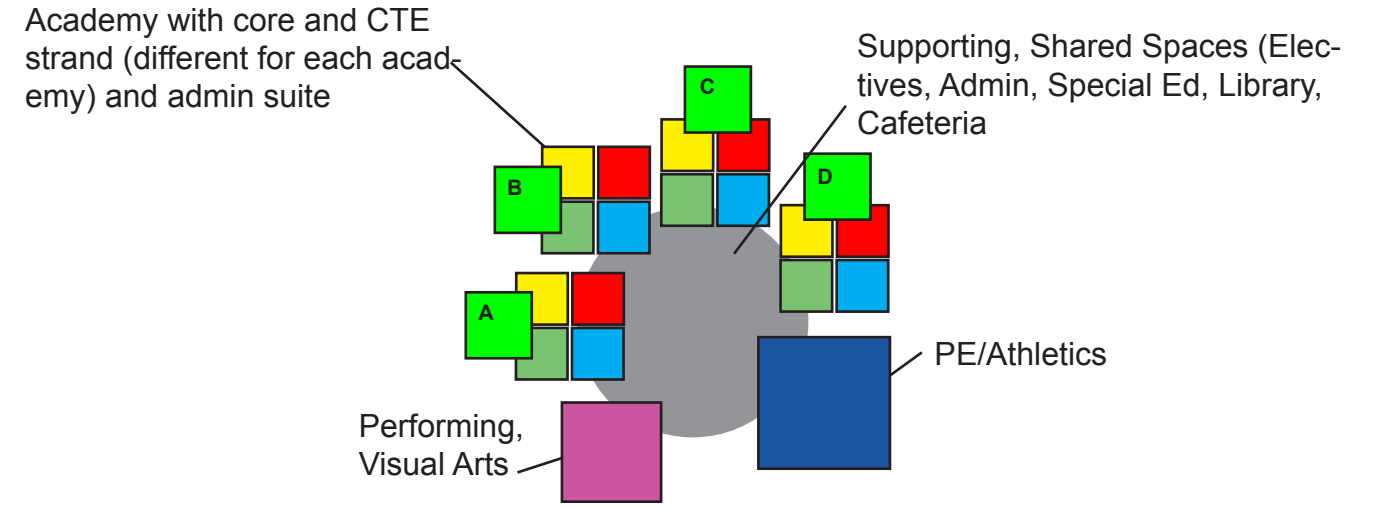 Academy with core and CTE
strand (different for each acad-
emy) and admin suite
Supporting, Shared Spaces (Elec-
tives, Admin, Special Ed, Library,
Cafeteria
C
B
D
A
PE/Athletics
Performing,
Visual Arts